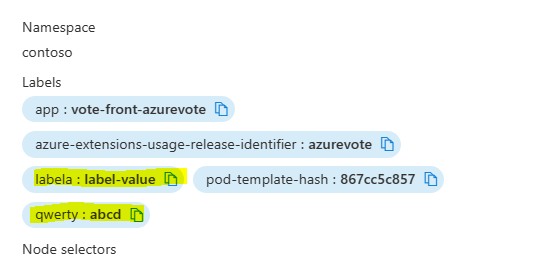 Namespace
contoso
Labels
app : vote-front-azurevote
azure-extensions-usage-release-identifier : azurevote
labela : label-value pod-template-hash : 867cc5c857
qwerty : abcd
Node selectors